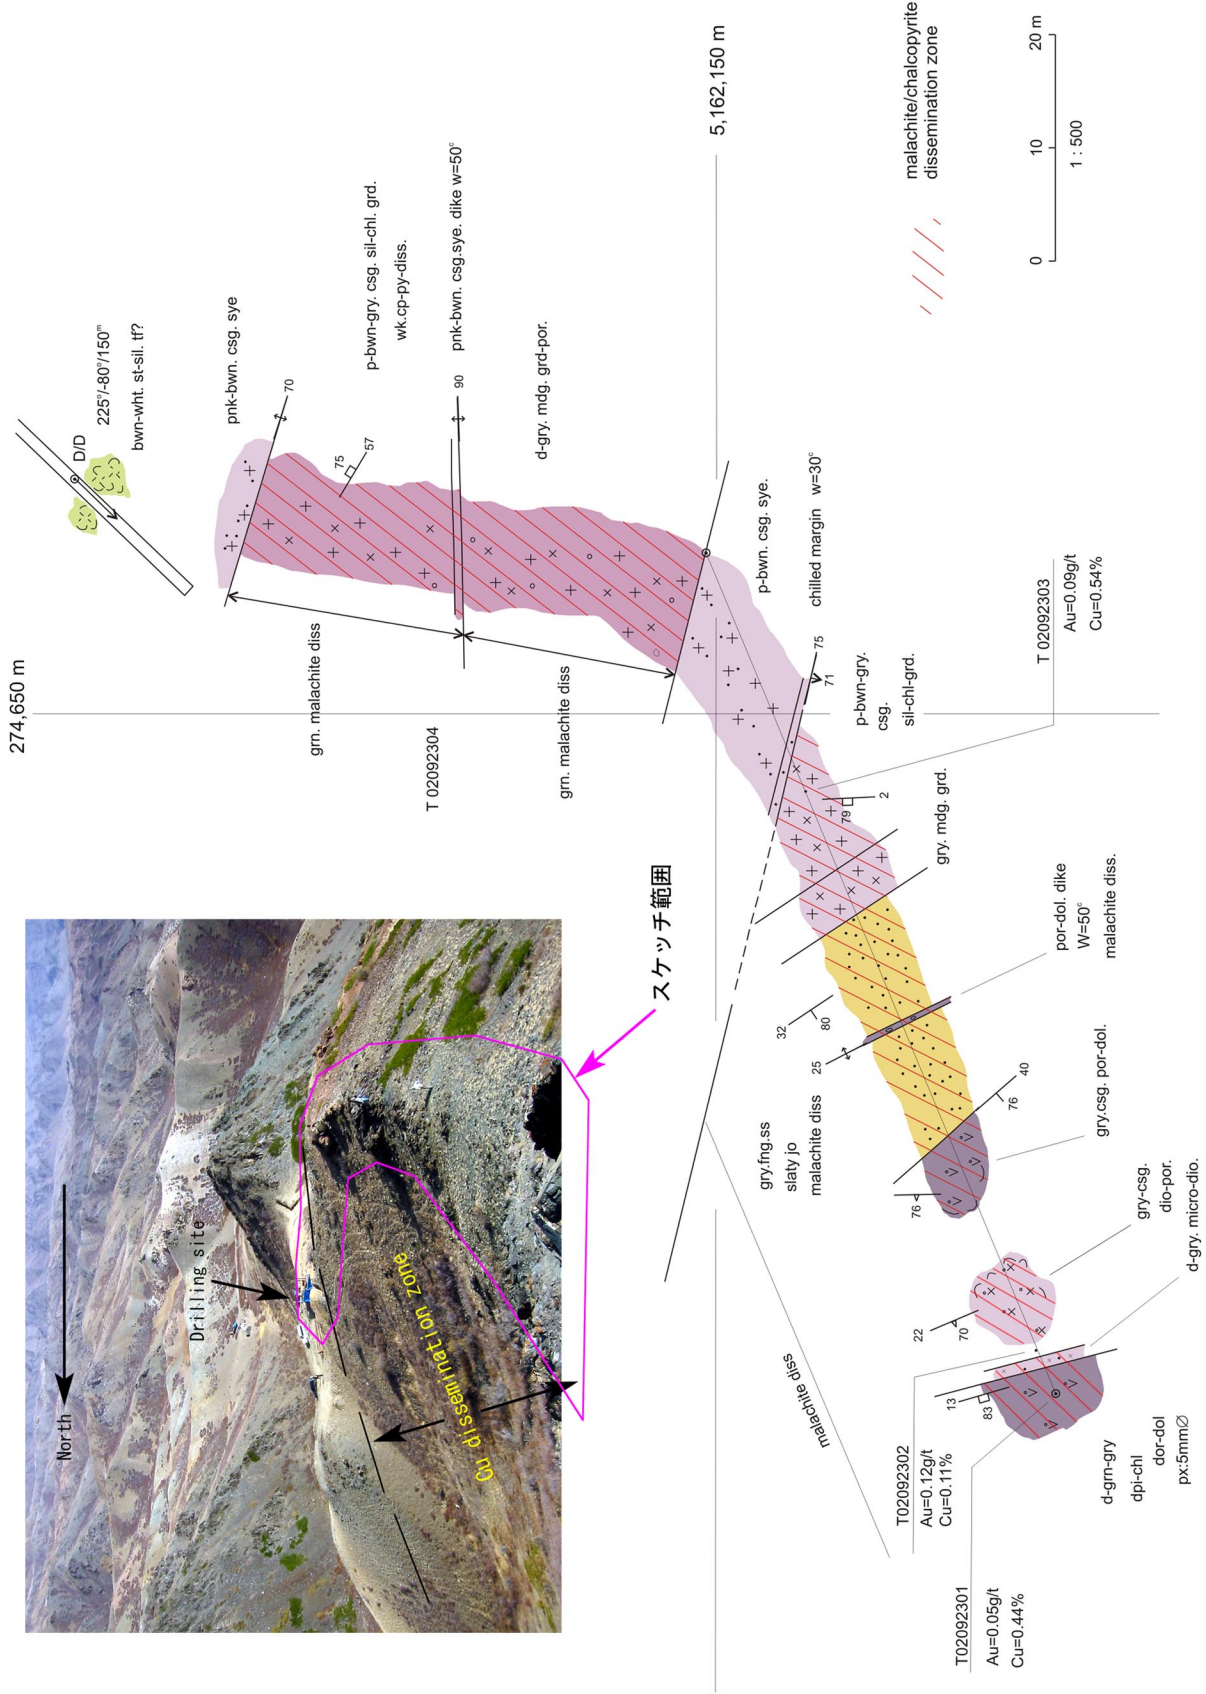 274,650 m
D/D
225°/-80°/150m
bwn-wht. st-sil. tf?
pnk-bwn. csg. sye
70
p-bwn-gry. csg. sil-chl. grd.
wk.cp-py-diss.
75
57
pnk-bwn. csg.sye. dike w=50c
90
d-gry. mdg. grd-por.
grn. malachite diss
T 02092304
grn. malachite diss
5,162,150 m
p-bwn. csg. sye.
chilled margin w=30c
75
71
p-bwn-gry.
csg.
sil-chl-grd.
T 02092303
Au=0.09g/t
Cu=0.54%
79
2
gry. mdg. grd.
por-dol. dike
W=50c
malachite diss.
32
80
25
gry.fng.ss
slaty jo
malachite diss
40
76
gry.csg. por-dol.
76
gry-csg.
dio-por.
d-gry. micro-dio.
22
70
13
83
malachite diss
T02092302
Au=0.12g/t
Cu=0.11%
T02092301
Au=0.05g/t
Cu=0.44%
d-grn-gry
dpi-chl
dor-dol
px:5mmØ
malachite/chalcopyrite
dissemination zone
0
10
20 m
1 : 500
North
Drilling site
Cu dissemination zone
スケッチ範囲